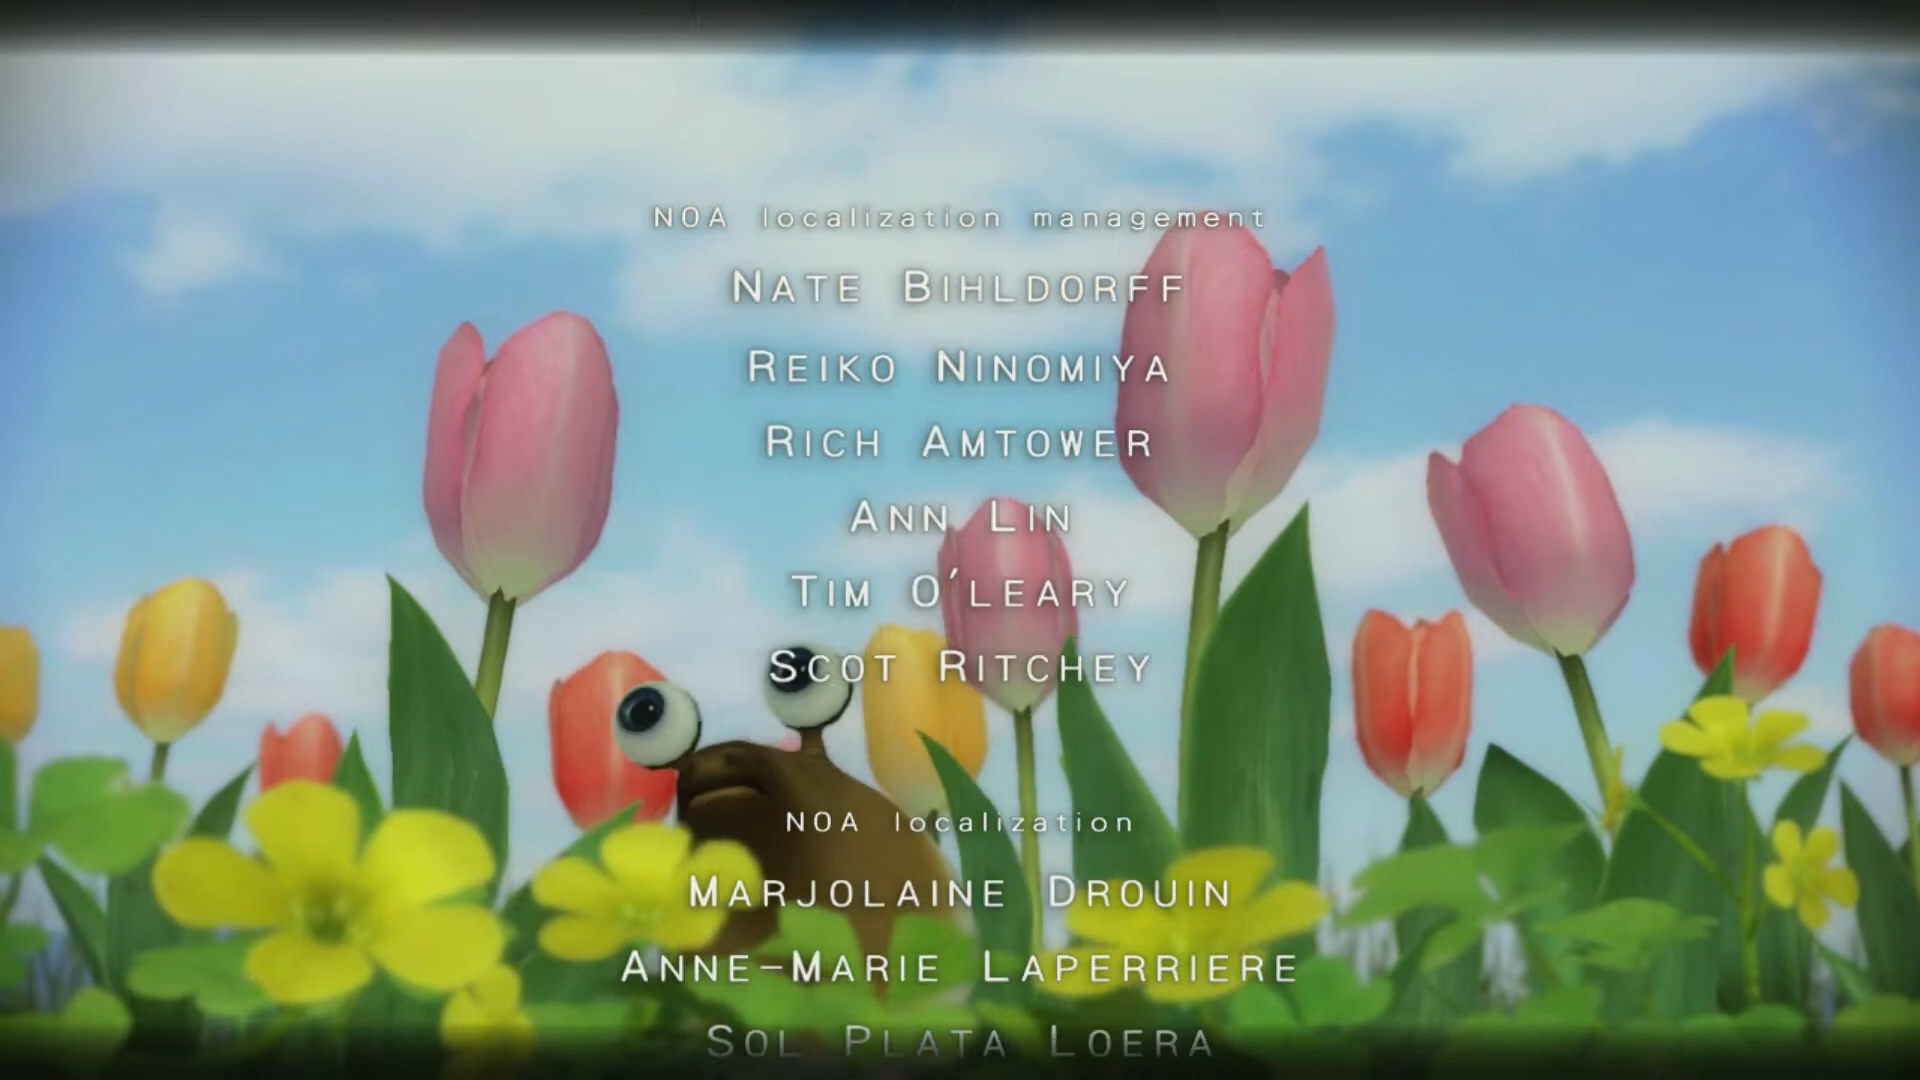 NOA localization management
NATE BIHLDORFF
REIKO NINOMIYA
RICH AMTOWER
ANN LIN
TIM O'LEARY
SCOT RITCHEY
NOA localization
MARJOLAINE DROUIN
ANNE-MARIE LAPERRIERE
SOL PLATA LOERA